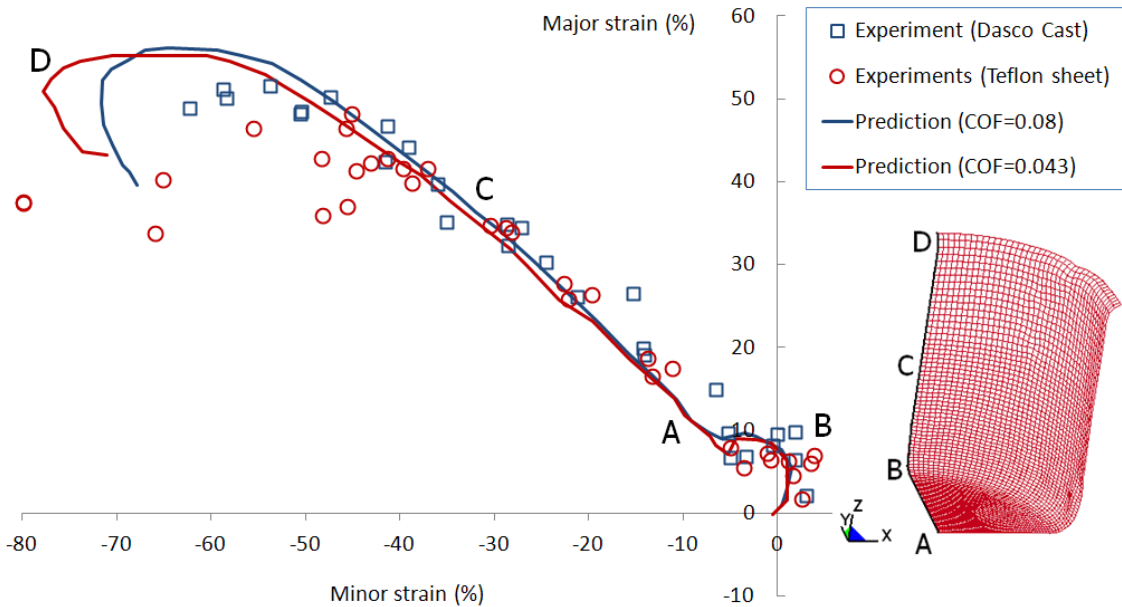 Major strain (%)
60
50
40
30
20
10
0
-10
-80
-70
-60
-50
-40
-30
-20
-10
0
Minor strain (%)
D
C
A
B
Experiment (Dasco Cast)
Experiments (Teflon sheet)
Prediction (COF=0.08)
Prediction (COF=0.043)
D
C
B
A
Y
Z
X